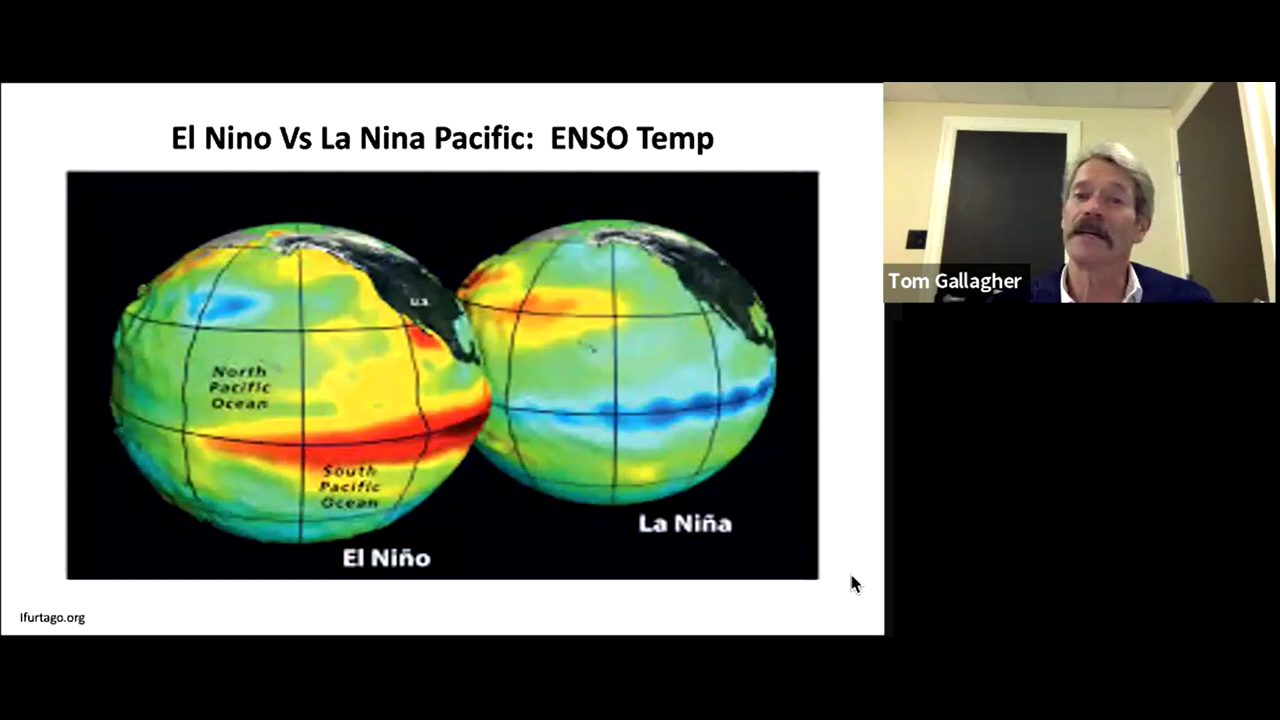 El Nino Vs La Nina Pacific: ENSO Temp
U.S.
North
Pacific
Ocean
South
Pacific
Ocean
El Niño
La Niña
Ifurtago.org
Tom Gallagher